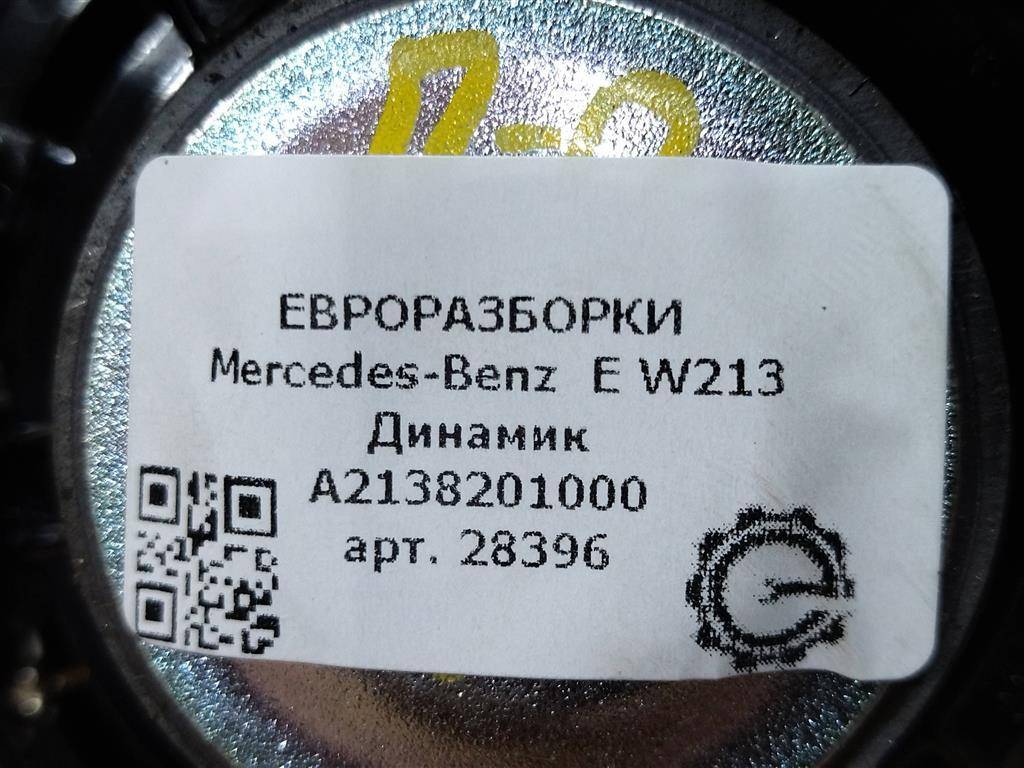 П-О
ЕВРОРАЗБОРКИ
Mercedes-Benz E W213
Динамик
A2138201000
арт. 28396